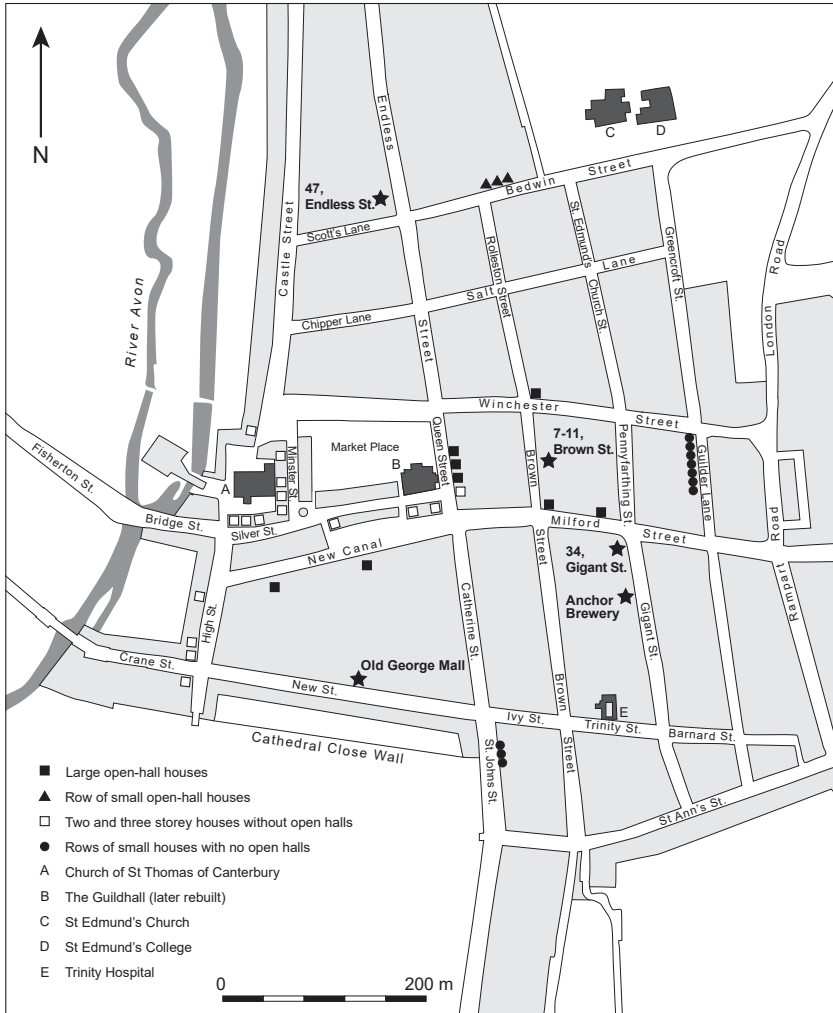 N
River Avon
Castle Street
Endless
Street
47,
Endless St.
Scott's Lane
Chipper Lane
Bedwin Street
Rolleston Street
St. Edmund's
Church St.
Salt Lane
Greencroft St.
London
Road
C
D
Winchester Street
Market Place
Queen Street
Minster St.
A
B
7-11,
Brown St.
Brown
Street
Pennyfarthing St.
Guilder Lane
Fisherton St.
Bridge St.
Silver St.
New Canal
High St.
Milford Street
34,
Gigant St.
Anchor
Brewery
Gigant St.
Rampart
Road
Catherine St.
Brown
Street
Old George Mall
Crane St.
New St.
Ivy St.
Trinity St.
E
Barnard St.
Cathedral Close Wall
St. Johns St.
St Ann's St.
Large open-hall houses
Row of small open-hall houses
Two and three storey houses without open halls
Rows of small houses with no open halls
A Church of St Thomas of Canterbury
B The Guildhall (later rebuilt)
C St Edmund's Church
D St Edmund's College
E Trinity Hospital
0 200 m